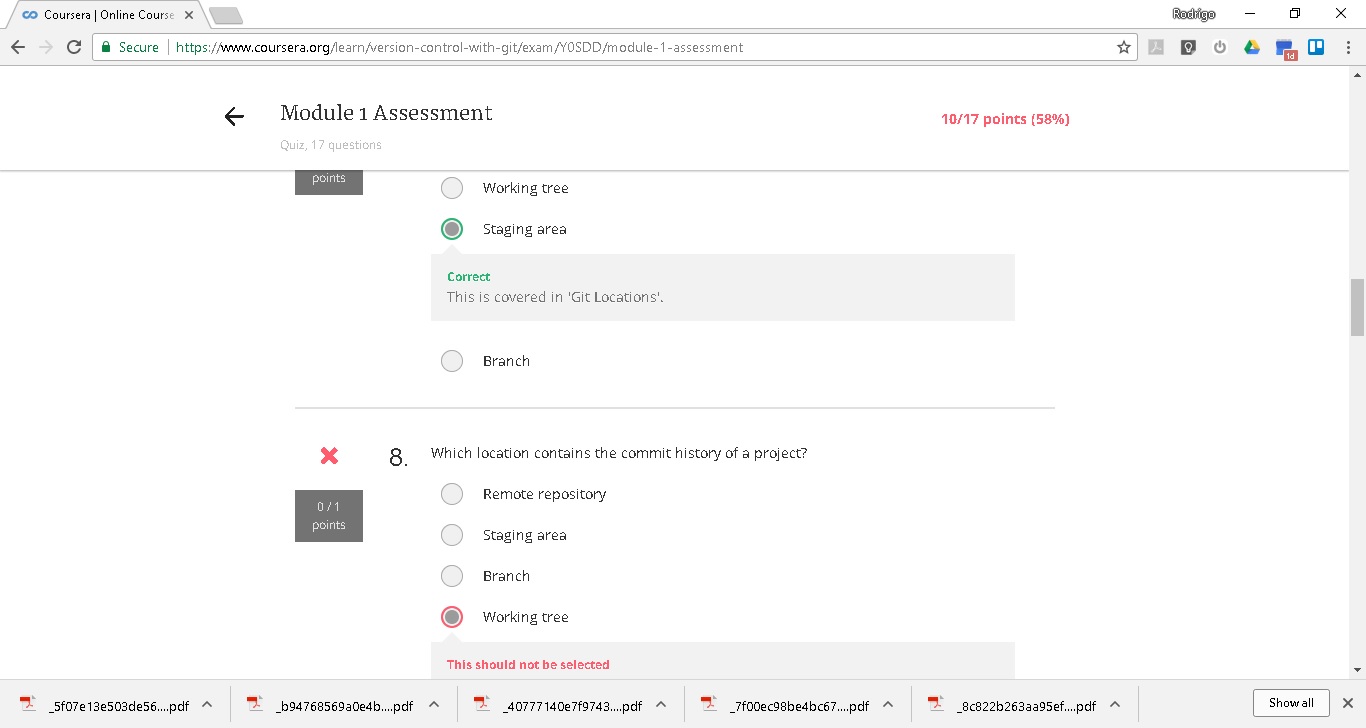 Coursera | Online Course
Rodrigo
Secure
https://www.coursera.org/learn/version-control-with-git/exam/Y0SDD/module-1-assessment
1d
Module 1 Assessment
10/17 points (58%)
Quiz, 17 questions
points
Working tree
Staging area
Correct
This is covered in 'Git Locations'.
Branch
8.
Which location contains the commit history of a project?
0 / 1
points
Remote repository
Staging area
Branch
Working tree
This should not be selected
_5f07e13e503de56....pdf
_b94768569a0e4b....pdf
_40777140e7f9743....pdf
_7f00ec98be4bc67....pdf
_8c822b263aa95ef....pdf
Show all